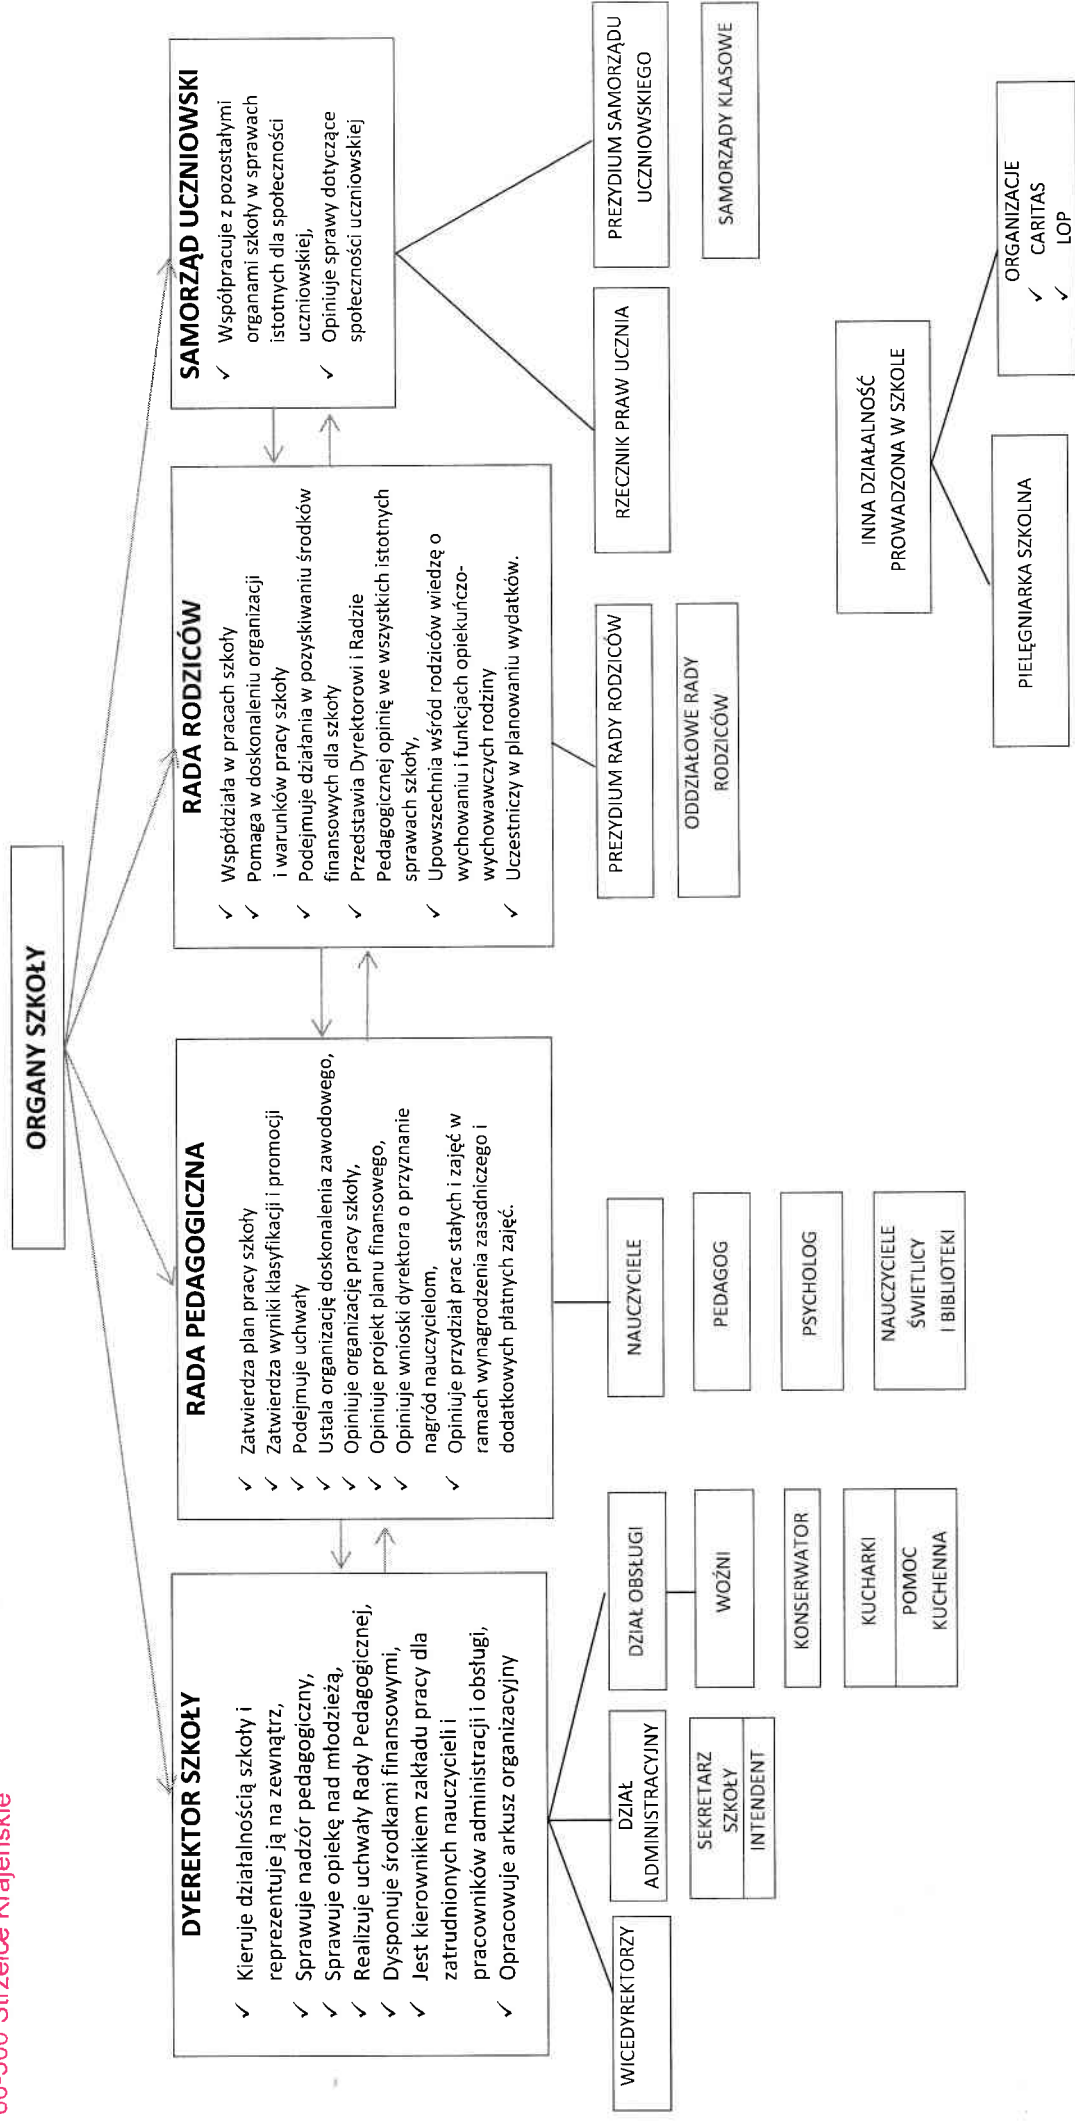 Strzelce Krajeńskie
ORGANY SZKOŁY
DYEREKTOR SZKOŁY
✓ Kieruje działalnością szkoły i
reprezentuje ją na zewnątrz,
✓ Sprawuje nadzór pedagogiczny,
✓ Sprawuje opiekę nad młodzieżą,
✓ Realizuje uchwały Rady Pedagogicznej,
✓ Dysponuje środkami finansowymi,
✓ Jest kierownikiem zakładu pracy dla
zatrudnionych nauczycieli i
pracowników administracji i obsługi,
✓ Opracowuje arkusz organizacyjny
RADA PEDAGOGICZNA
✓ Zatwierdza plan pracy szkoły
✓ Zatwierdza wyniki klasyfikacji i promocji
✓ Podejmuje uchwały
✓ Ustala organizację doskonalenia zawodowego,
✓ Opiniuje organizację pracy szkoły,
✓ Opiniuje projekt planu finansowego,
✓ Opiniuje wnioski dyrektora o przyznanie
nagród nauczycielom,
✓ Opiniuje przydział prac stałych i zajęć w
ramach wynagrodzenia zasadniczego i
dodatkowych płatnych zajęć.
RADA RODZICÓW
✓ Współdziała w pracach szkoły
✓ Pomaga w doskonaleniu organizacji
i warunków pracy szkoły
✓ Podejmuje działania w pozyskiwaniu środków
finansowych dla szkoły
✓ Przedstawia Dyrektorowi i Radzie
Pedagogicznej opinię we wszystkich istotnych
sprawach szkoły,
✓ Upowszechnia wśród rodziców wiedzę o
wychowaniu i funkcjach opiekuńczo-
wychowawczych rodziny
✓ Uczestniczy w planowaniu wydatków.
SAMORZĄD UCZNIOWSKI
✓ Współpracuje z pozostałymi
organami szkoły w sprawach
istotnych dla społeczności
uczniowskiej,
✓ Opiniuje sprawy dotyczące
społeczności uczniowskiej
WICEDYREKTORZY
DZIAŁ
ADMINISTRACYJNY
SEKRETARZ
SZKOŁY
INTENDENT
DZIAŁ OBSŁUGI
WOŹNI
KONSERWATOR
KUCHARKI
POMOC
KUCHENNA
NAUCZYCIELE
PEDAGOG
PSYCHOLOG
NAUCZYCIELE
ŚWIETLICY
I BIBLIOTEKI
PREZYDIUM RADY RODZICÓW
ODDZIAŁOWE RADY
RODZICÓW
RZECZNIK PRAW UCZNIA
PREZYDIUM SAMORZĄDU
UCZNIOWSKIEGO
SAMORZĄDY KLASOWE
INNA DZIAŁALNOŚĆ
PROWADZONA W SZKOLE
PIELĘGNIARKA SZKOLNA
ORGANIZACJE
✓ CARITAS
✓ LOP